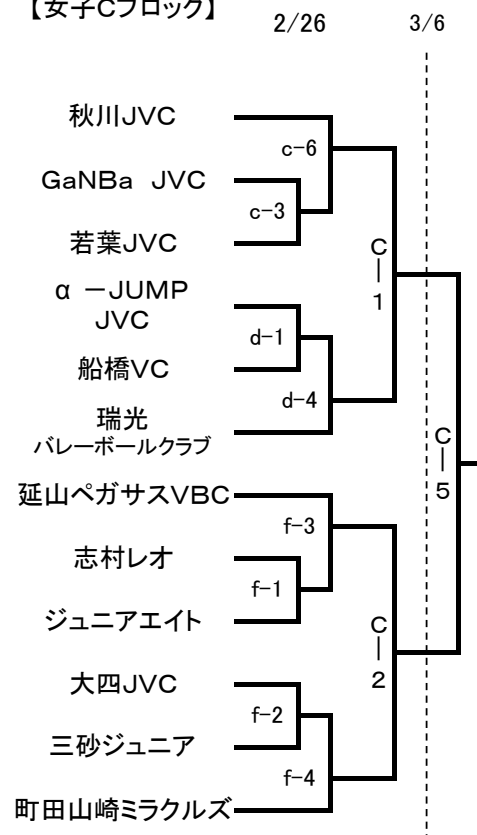 【女子Cブロック】
2/26
3/6
秋川JVC
c-6
GaNBa JVC
c-3
若葉JVC
C|1
α －JUMP
JVC
d-1
船橋VC
d-4
瑞光
バレーボールクラブ
C|5
延山ペガサスVBC
f-3
志村レオ
f-1
ジュニアエイト
C|2
大四JVC
f-2
三砂ジュニア
f-4
町田山崎ミラクルズ